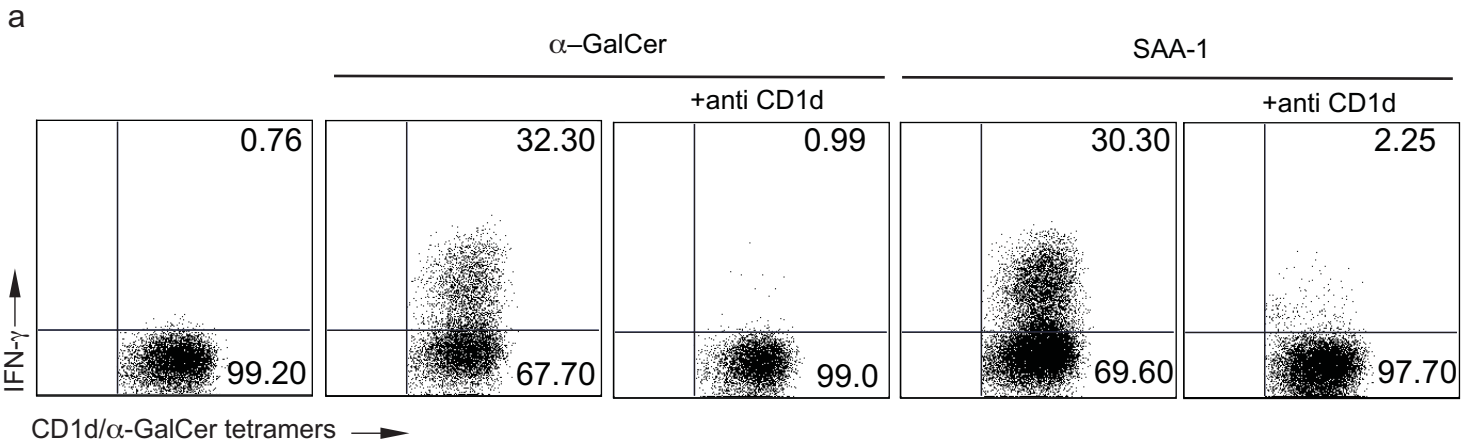 a
α–GalCer
SAA-1
+anti CD1d
+anti CD1d
0.76
32.30
0.99
30.30
2.25
99.20
67.70
99.0
69.60
97.70
IFN-γ
CD1d/α-GalCer tetramers